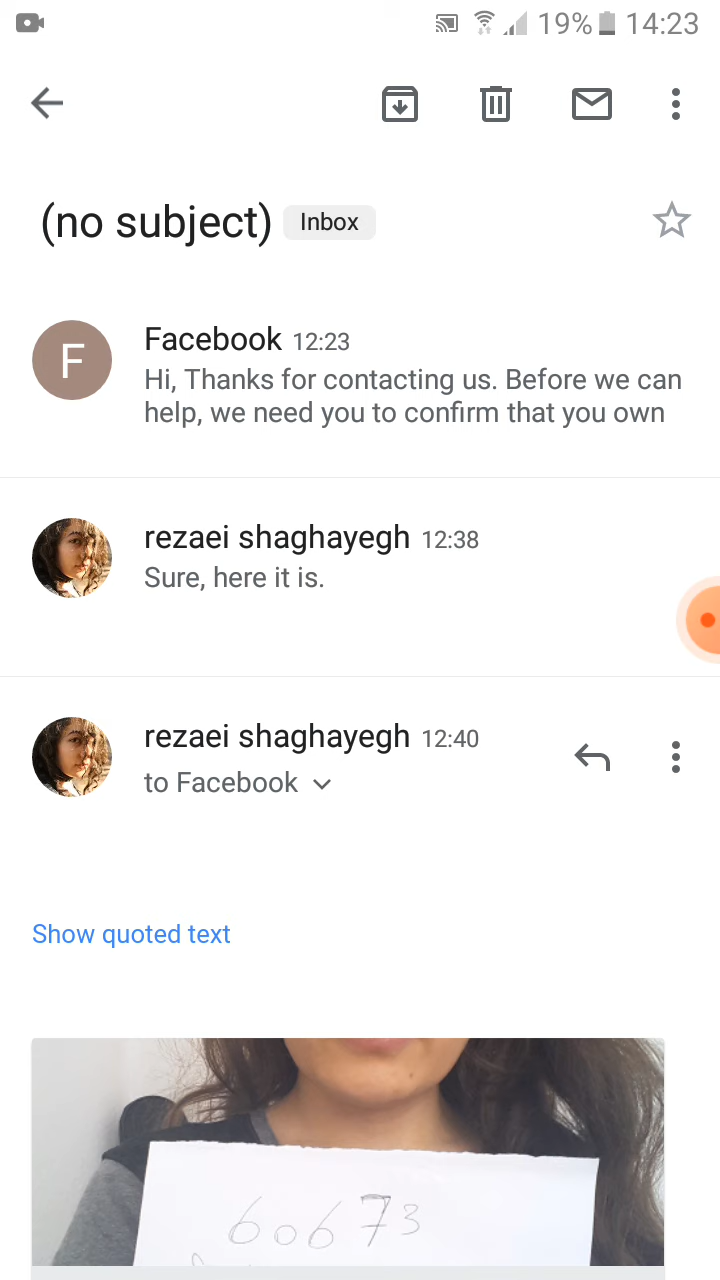 19% 14:23
(no subject) Inbox
F
Facebook 12:23
Hi, Thanks for contacting us. Before we can
help, we need you to confirm that you own
rezaei shaghayegh 12:38
Sure, here it is.
rezaei shaghayegh 12:40
to Facebook
Show quoted text
60673